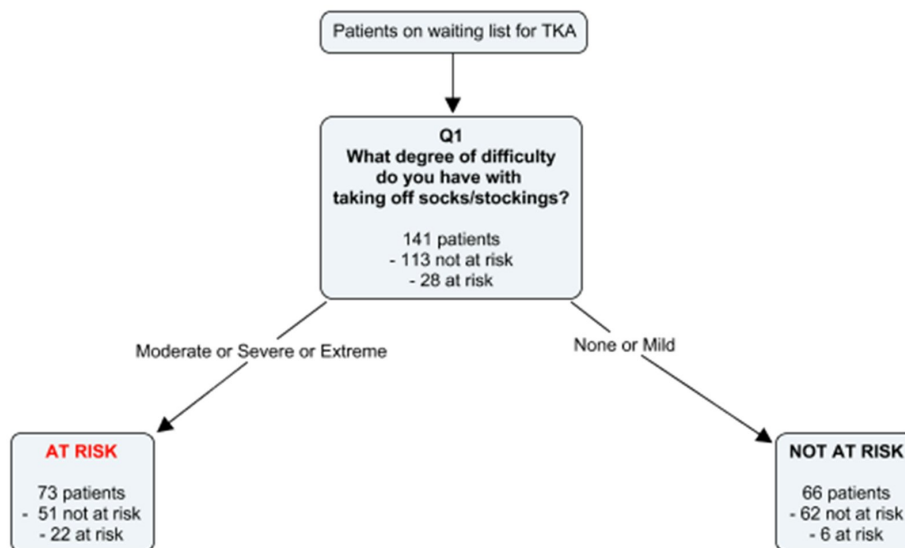 Patients on waiting list for TKA
Q1
What degree of difficulty
do you have with
taking off socks/stockings?
141 patients
- 113 not at risk
- 28 at risk
Moderate or Severe or Extreme
None or Mild
AT RISK
73 patients
- 51 not at risk
- 22 at risk
NOT AT RISK
66 patients
- 62 not at risk
- 6 at risk